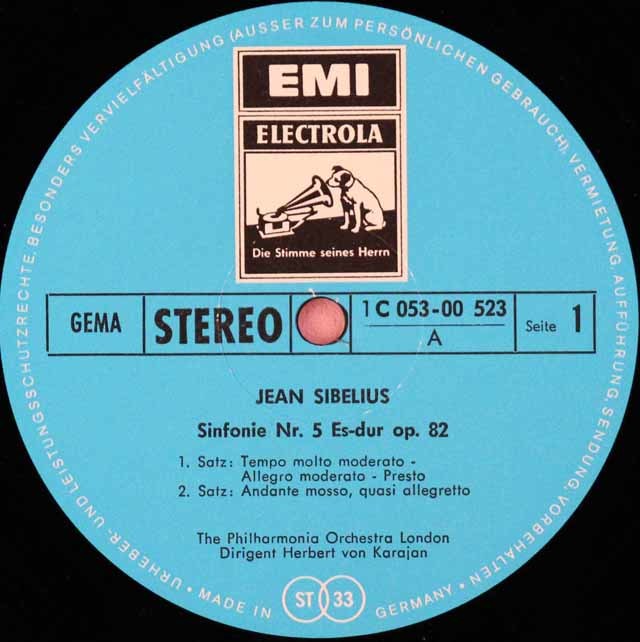 EMI
ELECTROLA
Die Stimme seines Herrn
GEMA
STEREO
1 C 053-00 523
A
Seite 1
JEAN SIBELIUS
Sinfonie Nr. 5 Es-dur op. 82
1. Satz: Tempo molto moderato -
Allegro moderato - Presto
2. Satz: Andante mosso, quasi allegretto
The Philharmonia Orchestra London
Dirigent Herbert von Karajan
URHEBER- UND LEISTUNGSSCHUTZRECHTE, BESONDERS VERVIELFÄLTIGUNG (AUSSER ZUM PERSÖNLICHEN GEBRAUCH), VERMIETUNG, AUFFÜHRUNG, SENDUNG, VORBEHALTEN •
• MADE IN GERMANY
ST 33